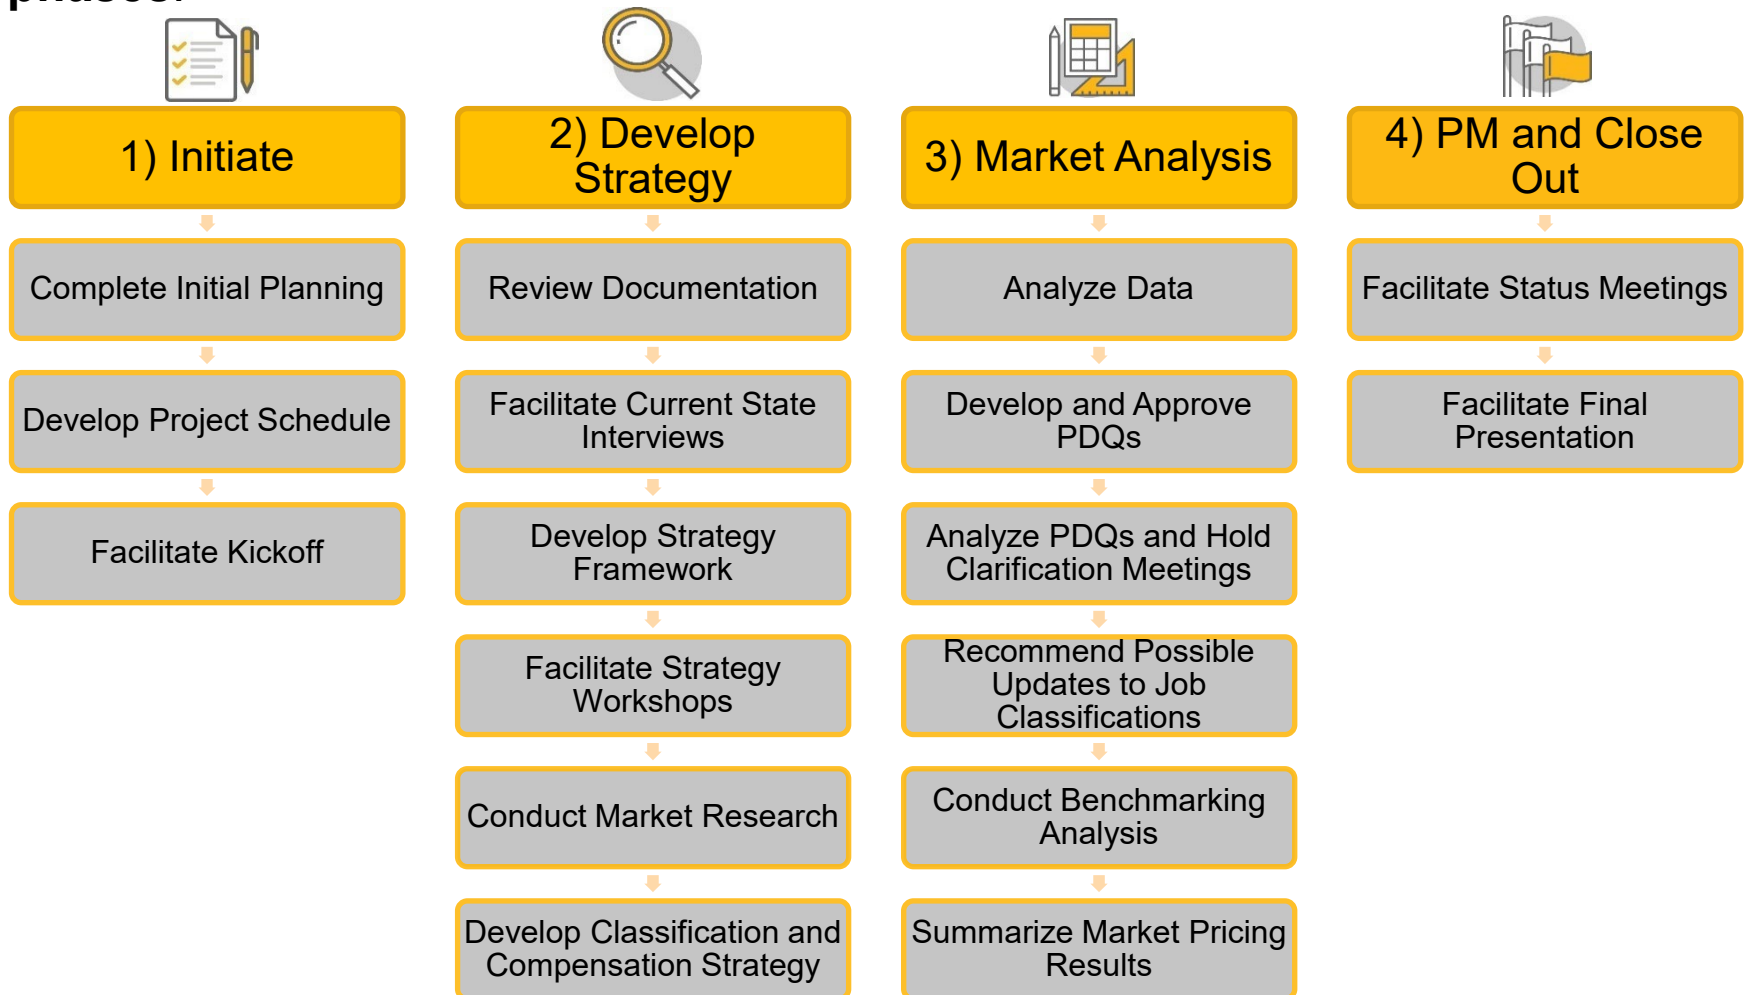 phases:
1) Initiate
Complete Initial Planning
Develop Project Schedule
Facilitate Kickoff
2) Develop
Strategy
Review Documentation
Facilitate Current State
Interviews
Develop Strategy
Framework
Facilitate Strategy
Workshops
Conduct Market Research
Develop Classification and
Compensation Strategy
3) Market Analysis
Analyze Data
Develop and Approve
PDQs
Analyze PDQs and Hold
Clarification Meetings
Recommend Possible
Updates to Job
Classifications
Conduct Benchmarking
Analysis
Summarize Market Pricing
Results
4) PM and Close
Out
Facilitate Status Meetings
Facilitate Final
Presentation